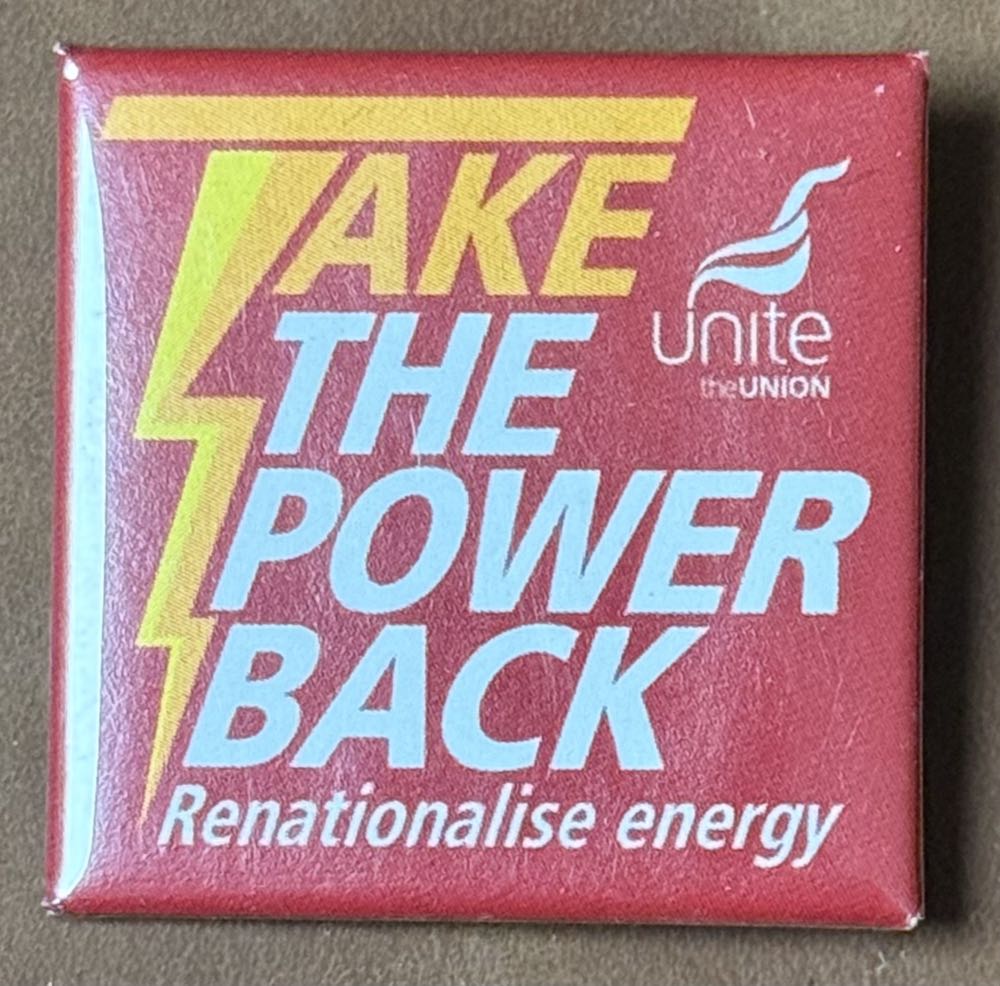 TAKE
THE
POWER
BACK
Renationalise energy
unite
theUNION